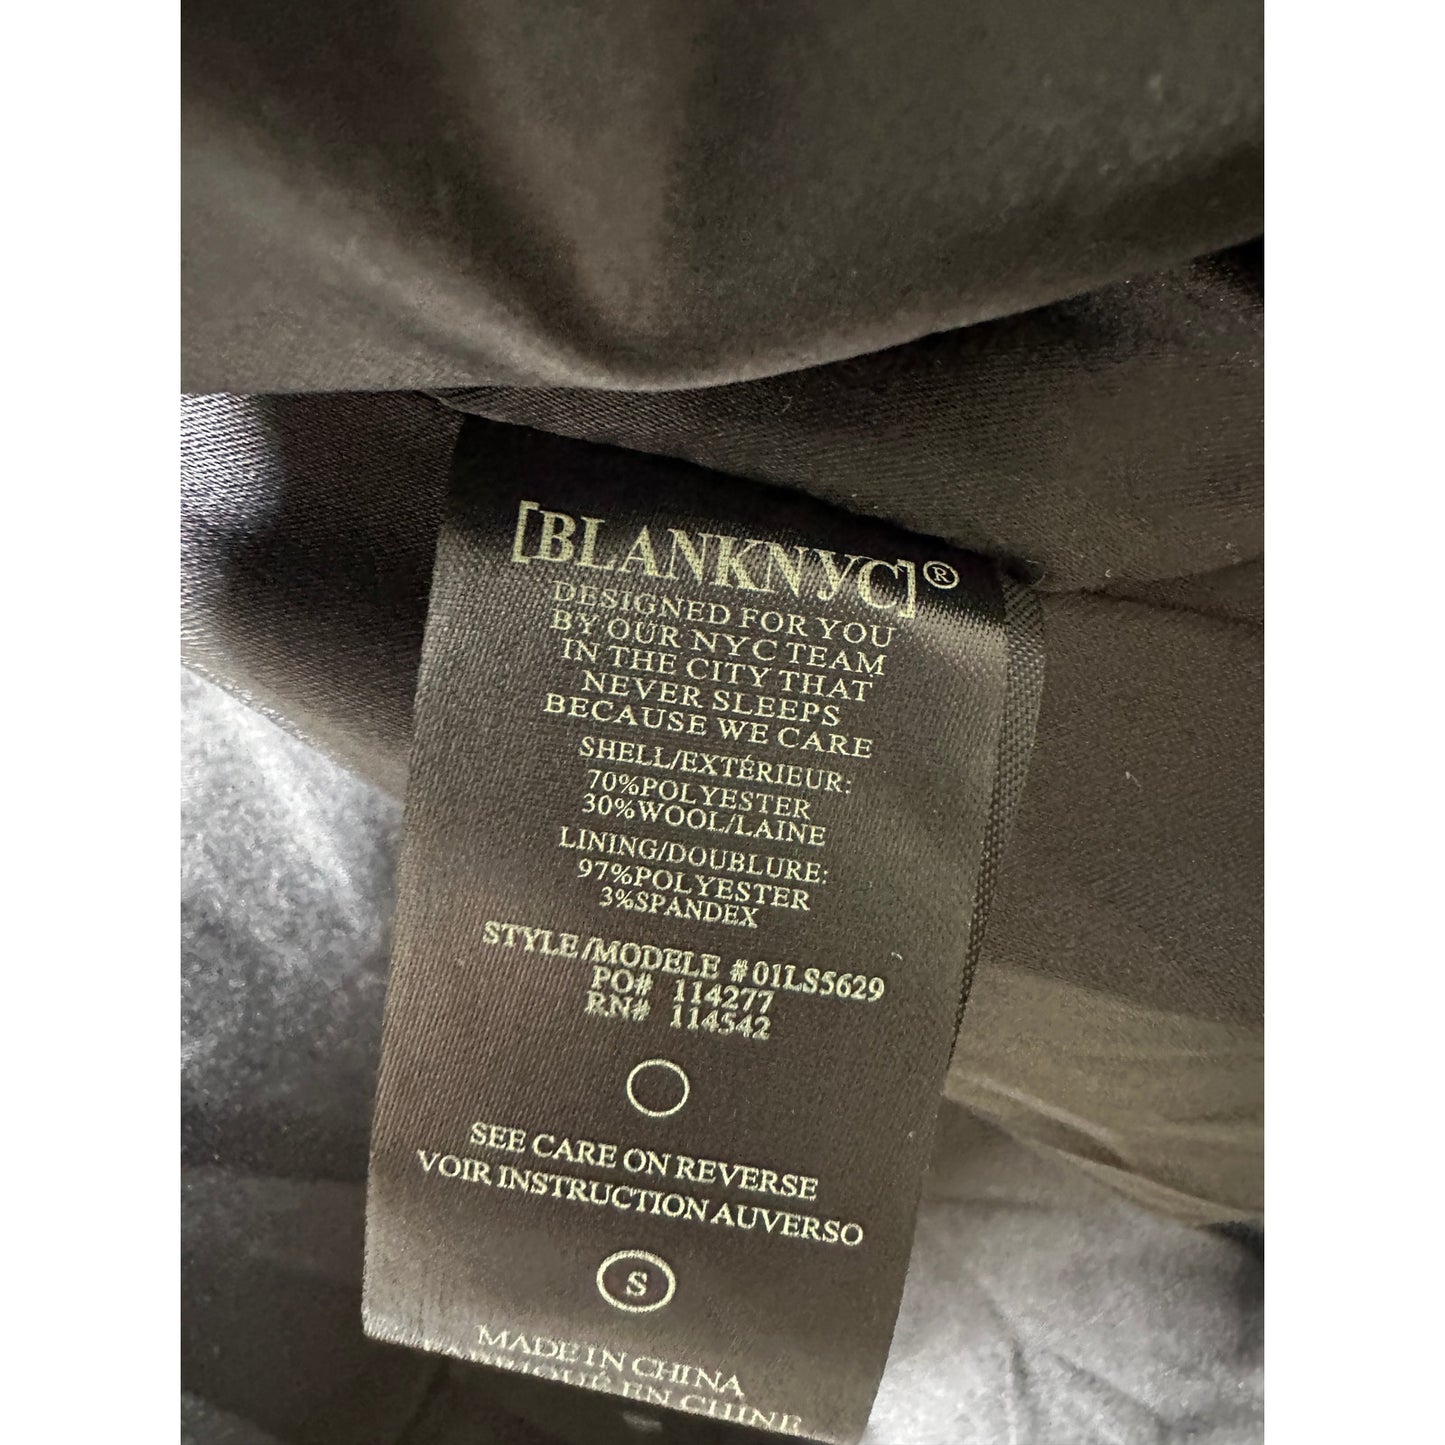 [BLANKNYC]®
DESIGNED FOR YOU
BY OUR NYC TEAM
IN THE CITY THAT
NEVER SLEEPS
BECAUSE WE CARE
SHELL/EXTÉRIEUR:
70%POLYESTER
30%WOOL/LAINE
LINING/DOUBLURE:
97%POLYESTER
3%SPANDEX
STYLE/MODELE #01LS5629
PO# 114277
RN# 114542
SEE CARE ON REVERSE
VOIR INSTRUCTION AUVERSO
S
MADE IN CHINA
EN CHINE